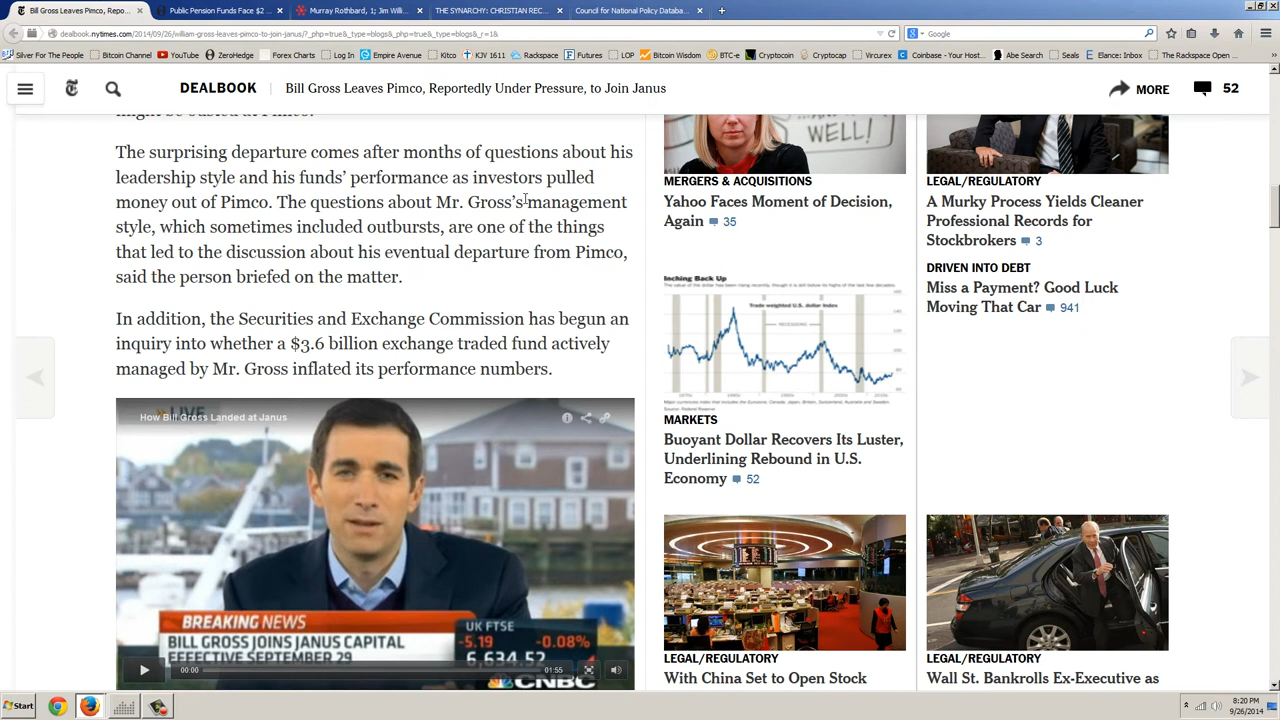 Bill Gross Leaves Pimco, Repo...
Public Pension Funds Face $2 ...
Murray Rothbard, 1; Jim Willi...
THE SYNARCHY: CHRISTIAN REC...
Council for National Policy Databa...
dealbook.nytimes.com/2014/09/26/william-gross-leaves-pimco-to-join-janus/?_php=true&_type=blogs&_php=true&_type=blogs&_r=1&
Google
Silver For The People
Bitcoin Channel
YouTube
ZeroHedge
Forex Charts
Log In
Empire Avenue
Kitco
KJV 1611
Rackspace
Futures
LOP
Bitcoin Wisdom
BTC-e
Cryptocoin
Cryptocap
Vircurex
Coinbase - Your Host...
Abe Search
Seals
Elance: Inbox
The Rackspace Open ...
DEALBOOK
Bill Gross Leaves Pimco, Reportedly Under Pressure, to Join Janus
MORE
52
The surprising departure comes after months of questions about his
leadership style and his funds’ performance as investors pulled
money out of Pimco. The questions about Mr. Gross’s management
style, which sometimes included outbursts, are one of the things
that led to the discussion about his eventual departure from Pimco,
said the person briefed on the matter.
In addition, the Securities and Exchange Commission has begun an
inquiry into whether a $3.6 billion exchange traded fund actively
managed by Mr. Gross inflated its performance numbers.
LIVE
How Bill Gross Landed at Janus
BREAKING NEWS
BILL GROSS JOINS JANUS CAPITAL
EFFECTIVE SEPTEMBER 29
UK FTSE
-5.19 -0.08%
6,634.52
CNBC
00:00
01:55
WELL!
MERGERS & ACQUISITIONS
Yahoo Faces Moment of Decision,
Again 35
Inching Back Up
Trade weighted U.S. dollar index
RECESSIONS
Source: Federal Reserve
MARKETS
Buoyant Dollar Recovers Its Luster,
Underlining Rebound in U.S.
Economy 52
LEGAL/REGULATORY
With China Set to Open Stock
LEGAL/REGULATORY
A Murky Process Yields Cleaner
Professional Records for
Stockbrokers 3
DRIVEN INTO DEBT
Miss a Payment? Good Luck
Moving That Car 941
LEGAL/REGULATORY
Wall St. Bankrolls Ex-Executive as
Start
8:20 PM
9/26/2014